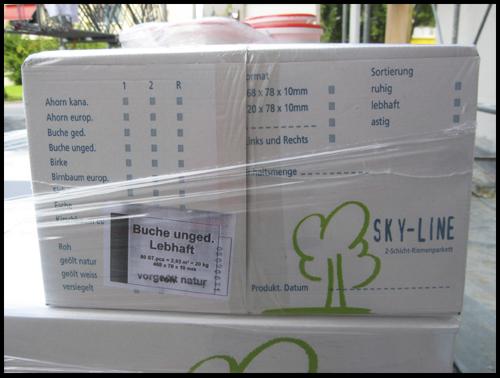 1 2 R
Ahorn kana.
Ahorn europ.
Buche ged.
Buche unged.
Birke
Birnbaum europ.
Esche
Roh
geölt natur
geölt weiss
versiegelt
Buche unged.
Lebhaft
vorgeölt natur
68 x 78 x 10mm
20 x 78 x 10mm
Links und Rechts
Inhaltsmenge
Sortierung
ruhig
lebhaft
astig
SKY-LINE
2-Schicht-Riemenparkett
Produkt. Datum